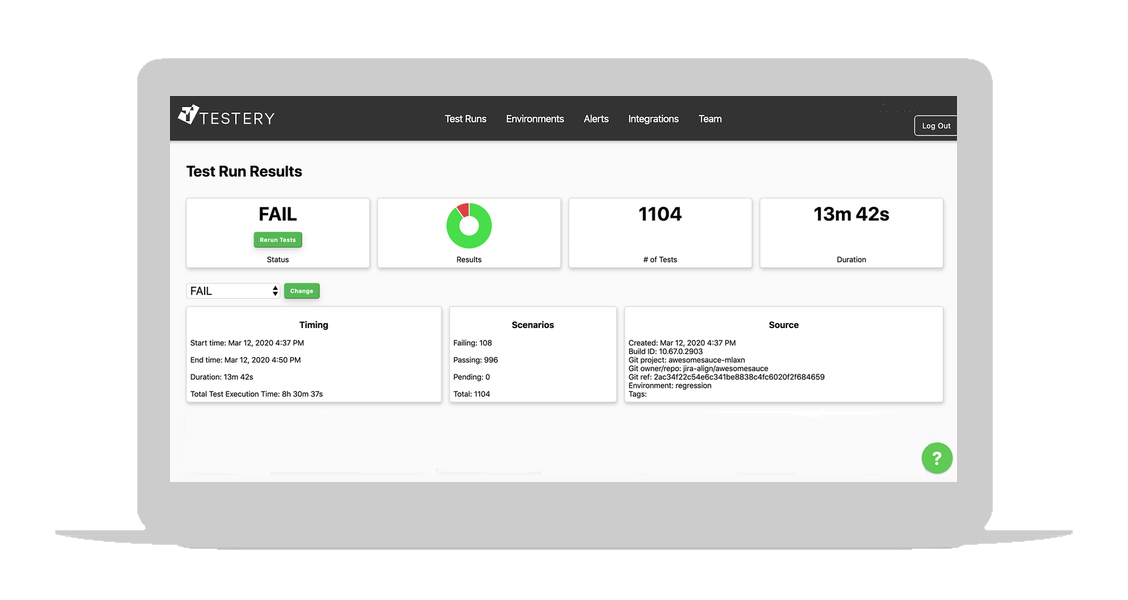 TESTERY
Test Runs Environments Alerts Integrations Team
Log Out
Test Run Results
FAIL
Rerun Tests
Status
Results
1104
# of Tests
13m 42s
Duration
FAIL
Change
Timing
Start time: Mar 12, 2020 4:37 PM
End time: Mar 12, 2020 4:50 PM
Duration: 13m 42s
Total Test Execution Time: 8h 30m 37s
Scenarios
Failing: 108
Passing: 996
Pending: 0
Total: 1104
Source
Created: Mar 12, 2020 4:37 PM
Build ID: 10.67.0.2903
Git project: awesomesauce-mlaxn
Git owner/repo: jira-align/awesomesauce
Git ref: 2ac34f22c54e6c341be8838c4fc6020f2f684659
Environment: regression
Tags:
?